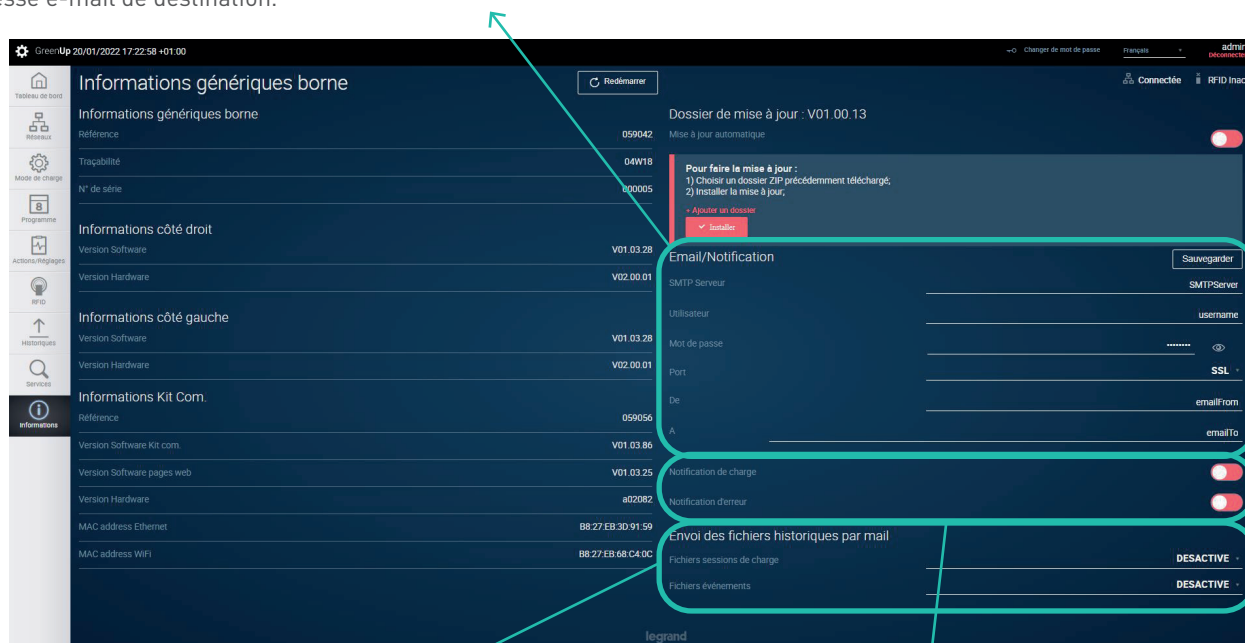 esse e-mail de destination.
GreenUp 20/01/2022 17:22:58 +01:00
Changer de mot de passe
Français
admin
Déconnecter
Tableau de bord
Réseaux
Mode de charge
8
Programme
Actions/Réglages
RFID
Historiques
Services
Informations
Informations génériques borne
Redémarrer
Connectée
RFID Inac
Informations génériques borne
Référence 059042
Traçabilité 04W18
N° de série 000005
Informations côté droit
Version Software V01.03.28
Version Hardware V02.00.01
Informations côté gauche
Version Software V01.03.28
Version Hardware V02.00.01
Informations Kit Com.
Référence 059056
Version Software Kit com. V01.03.86
Version Software pages web V01.03.25
Version Hardware a02082
MAC address Ethernet B8:27:EB:3D:91:59
MAC address WiFi B8:27:EB:68:C4:0C
Dossier de mise à jour : V01.00.13
Mise à jour automatique
Pour faire la mise à jour :
1) Choisir un dossier ZIP précédemment téléchargé;
2) Installer la mise à jour;
+ Ajouter un dossier
Installer
Email/Notification
Sauvegarder
SMTP Serveur SMTPServer
Utilisateur username
Mot de passe ••••••••
Port SSL
De emailFrom
A emailTo
Notification de charge
Notification d'erreur
Envoi des fichiers historiques par mail
Fichiers sessions de charge DESACTIVE
Fichiers événements DESACTIVE
legrand